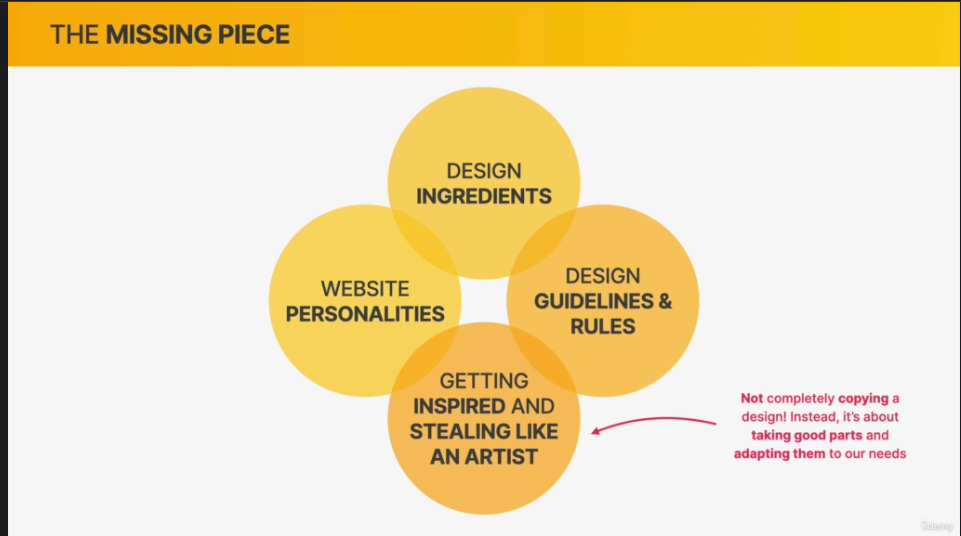 THE MISSING PIECE
DESIGN
INGREDIENTS
WEBSITE
PERSONALITIES
DESIGN
GUIDELINES &
RULES
GETTING
INSPIRED AND
STEALING LIKE
AN ARTIST
Not completely copying a
design! Instead, it's about
taking good parts and
adapting them to our needs
Udemy